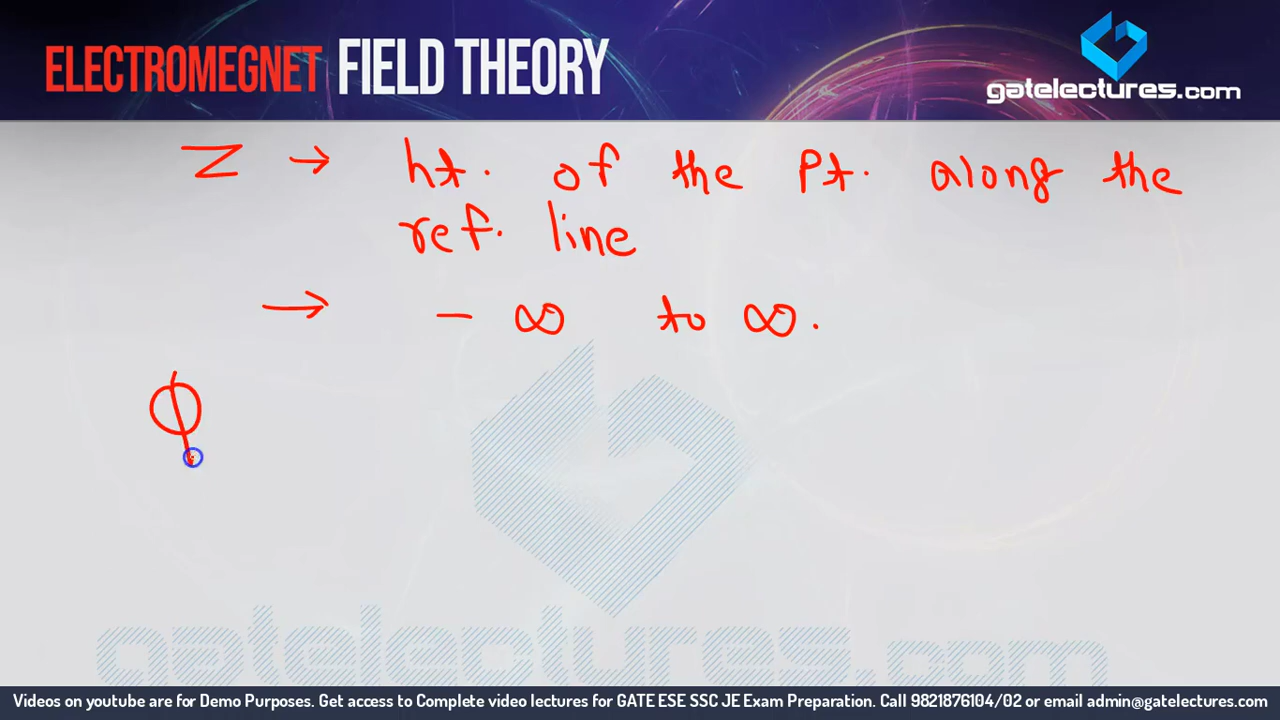 ELECTROMEGNET FIELD THEORY
gatelectures.com
Z → ht. of the Pt. along the
ref. line
→ - ∞ to ∞.
Φ
gatelectures.com
Videos on youtube are for Demo Purposes. Get access to Complete video lectures for GATE ESE SSC JE Exam Preparation. Call 9821876104/02 or email admin@gatelectures.com